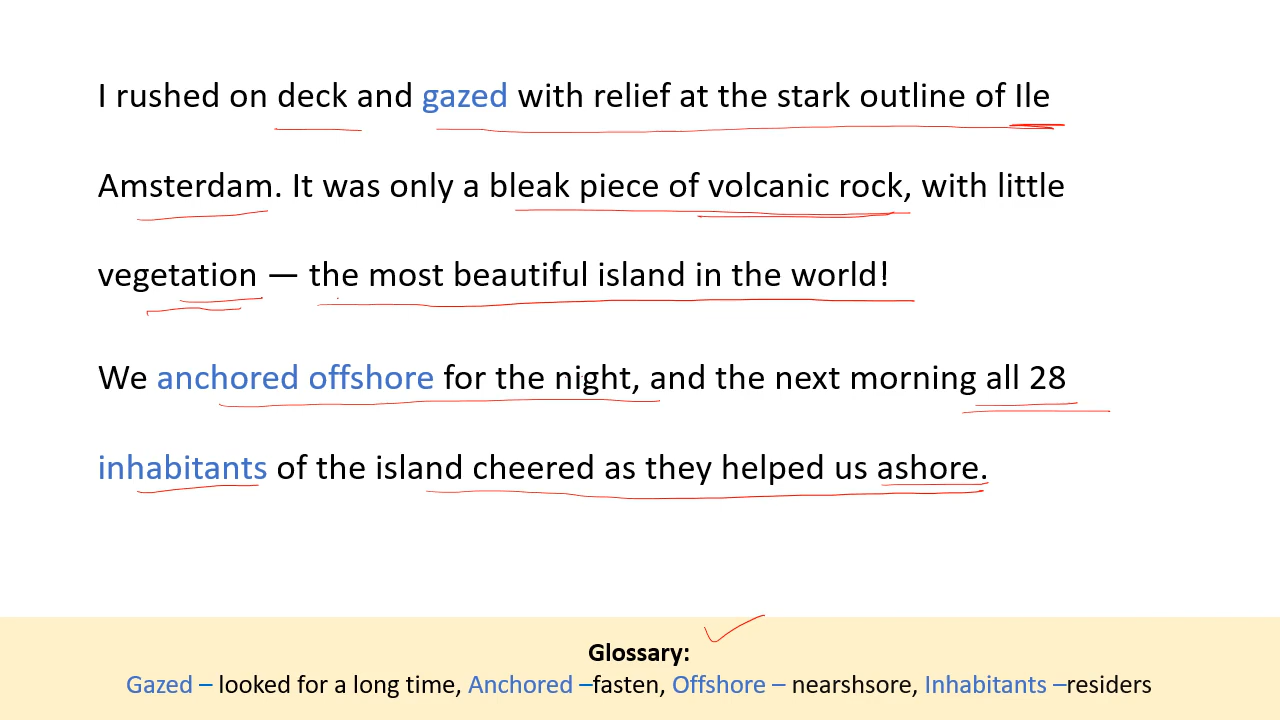 I rushed on deck and gazed with relief at the stark outline of Ile
Amsterdam. It was only a bleak piece of volcanic rock, with little
vegetation — the most beautiful island in the world!
We anchored offshore for the night, and the next morning all 28
inhabitants of the island cheered as they helped us ashore.
Glossary:
Gazed – looked for a long time, Anchored –fasten, Offshore – nearshsore, Inhabitants –residers